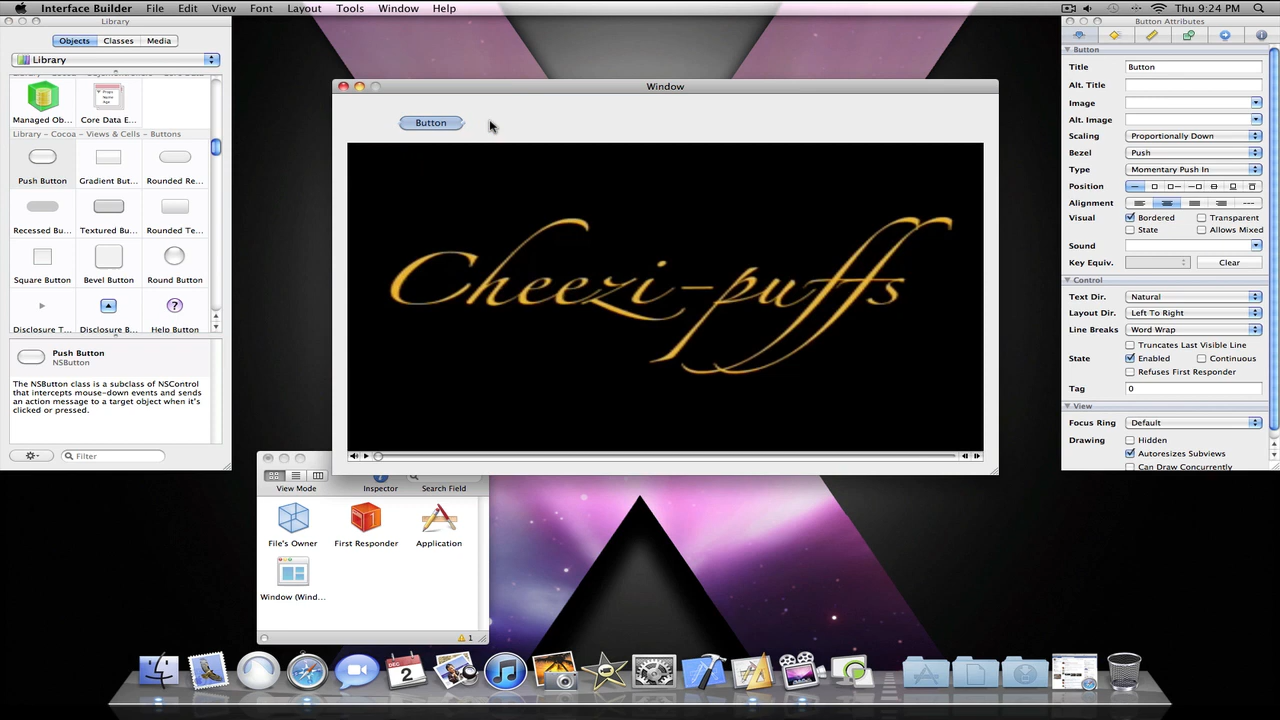 Interface Builder File Edit View Font Layout Tools Window Help Thu 9:24 PM
Library
Objects Classes Media
Library
Managed Ob... Core Data E...
Library – Cocoa – Views & Cells – Buttons
Push Button Gradient But... Rounded Re...
Recessed Bu... Textured Bu... Rounded Te...
Square Button Bevel Button Round Button
Disclosure T... Disclosure B... Help Button
Push Button
NSButton
The NSButton class is a subclass of NSControl
that intercepts mouse-down events and sends
an action message to a target object when it's
clicked or pressed.
Filter
Window
Button
Cheezi-puffs
View Mode Inspector Search Field
File's Owner First Responder Application
Window (Wind...
1
DEC
2
Button Attributes
Button
Title Button
Alt. Title
Image
Alt. Image
Scaling Proportionally Down
Bezel Push
Type Momentary Push In
Position
Alignment
Visual Bordered Transparent
State Allows Mixed
Sound
Key Equiv. Clear
Control
Text Dir. Natural
Layout Dir. Left To Right
Line Breaks Word Wrap
Truncates Last Visible Line
State Enabled Continuous
Refuses First Responder
Tag 0
View
Focus Ring Default
Drawing Hidden
Autoresizes Subviews
Can Draw Concurrently